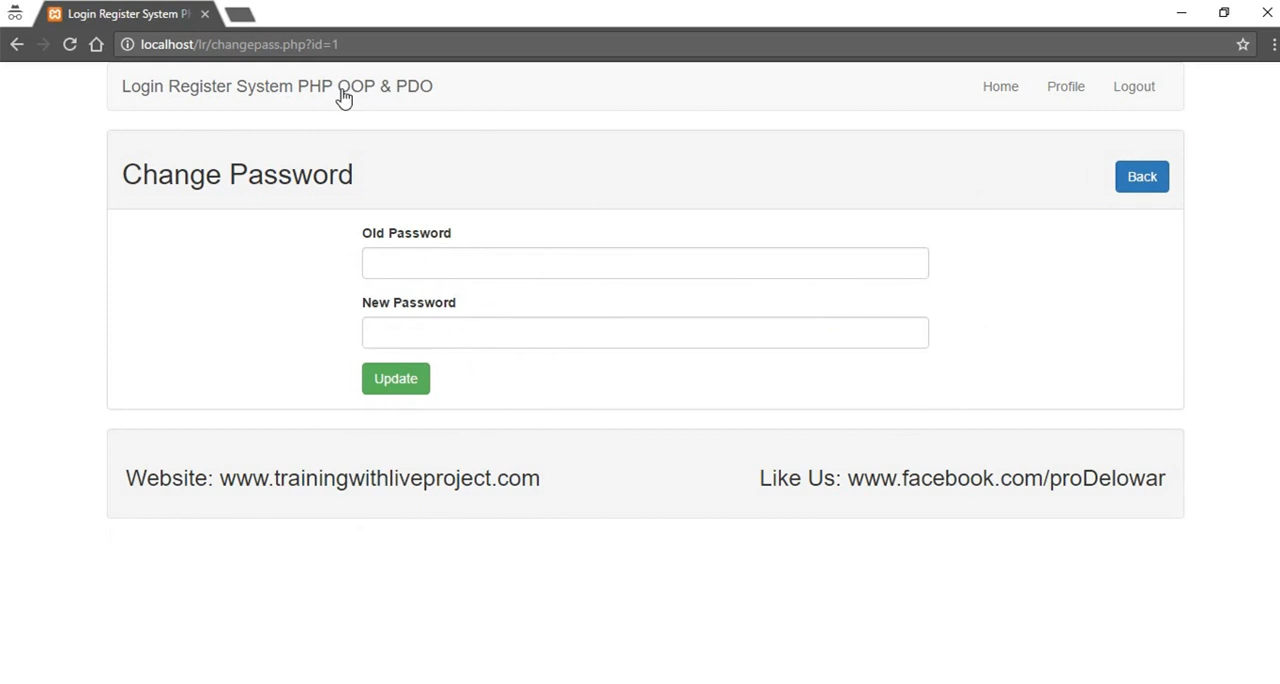 Login Register System P
localhost/lr/changepass.php?id=1
Login Register System PHP OOP & PDO
Home
Profile
Logout
Change Password
Back
Old Password
New Password
Update
Website: www.trainingwithliveproject.com
Like Us: www.facebook.com/proDelowar